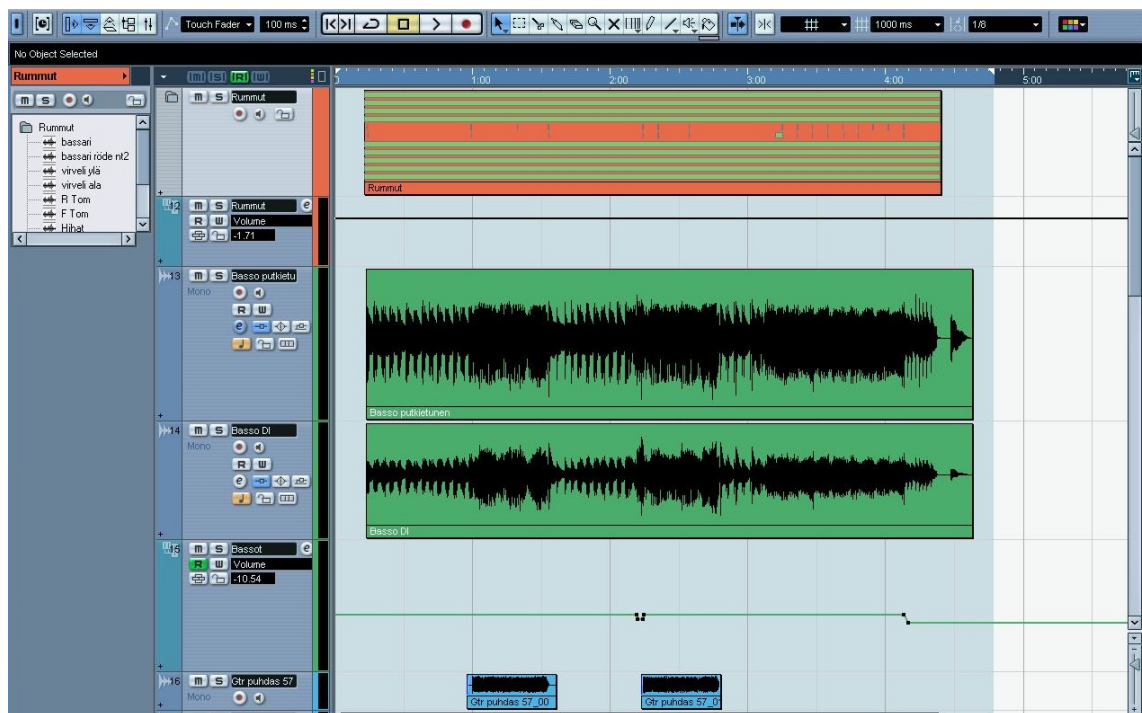 Touch Fader 100 ms 1000 ms 1/8
No Object Selected
Rummut
[m] [S] [R] [W]
1:00 2:00 3:00 4:00 5:00
m S
Rummut
bassari
bassari röde nt2
virveli ylä
virveli ala
R Tom
F Tom
Hihat
m S Rummut
Rummut
12 m S Rummut e
R W Volume
-1.71
13 m S Basso putkietu
Mono
R W
e
Basso putkietunen
14 m S Basso DI
Mono
R W
e
Basso DI
15 m S Bassot e
R W Volume
-10.54
16 m S Gtr puhdas 57
Mono
Gtr puhdas 57_00
Gtr puhdas 57_0